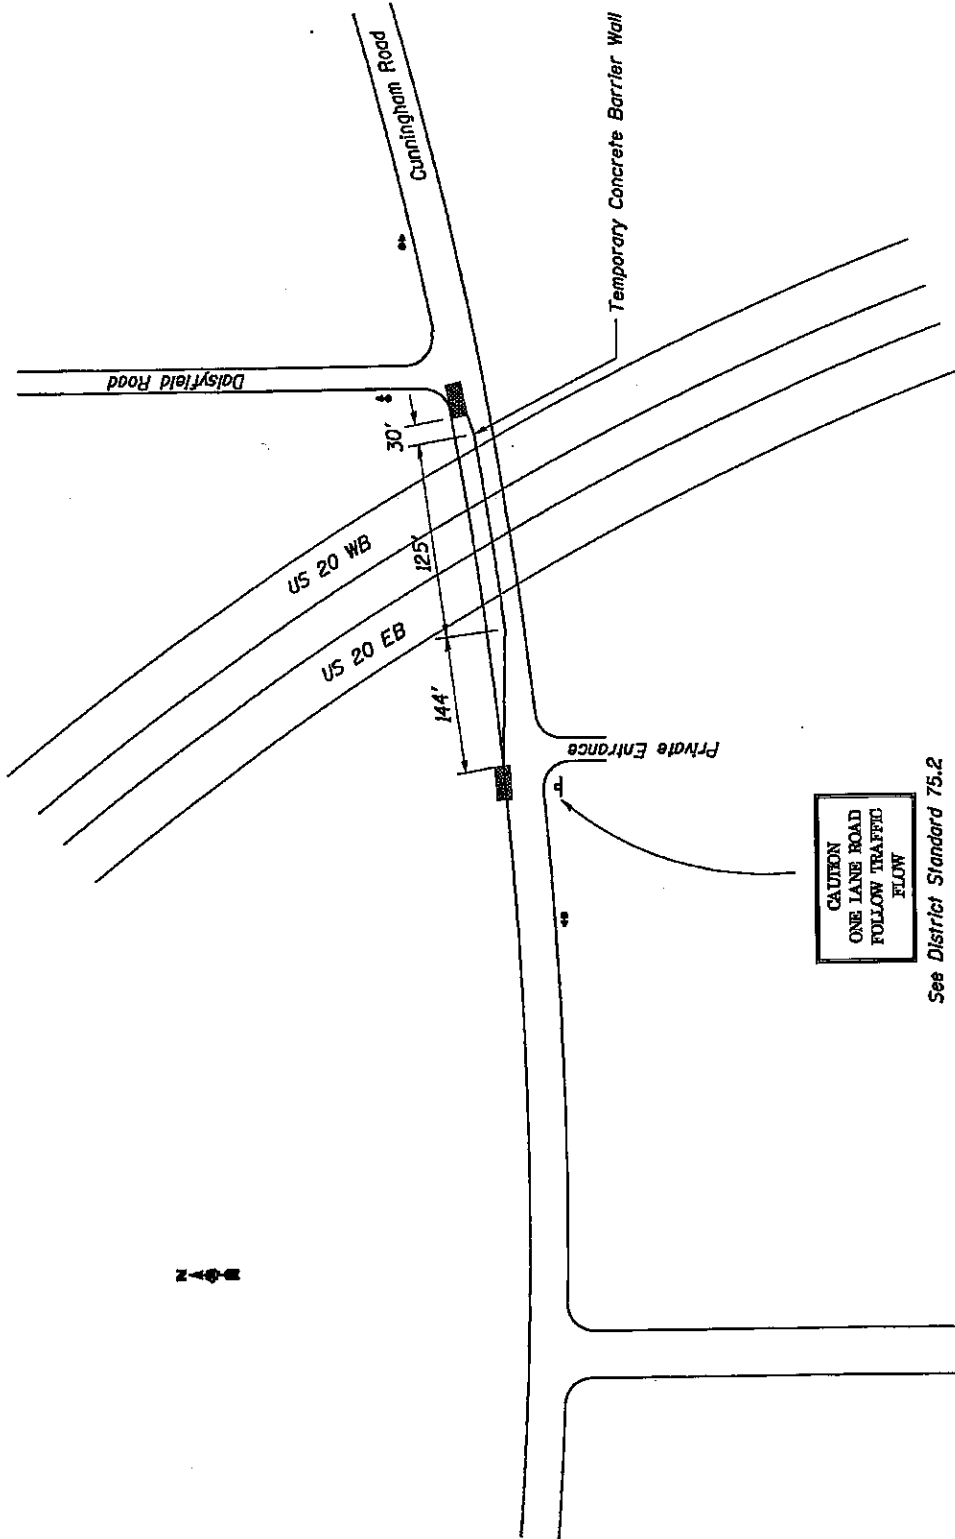 Cunningham Road
Temporary Concrete Barrier Wall
Daisyfield Road
30'
US 20 WB
125'
US 20 EB
144'
Private Entrance
CAUTION
ONE LANE ROAD
FOLLOW TRAFFIC
FLOW
See District Standard 75.2
N